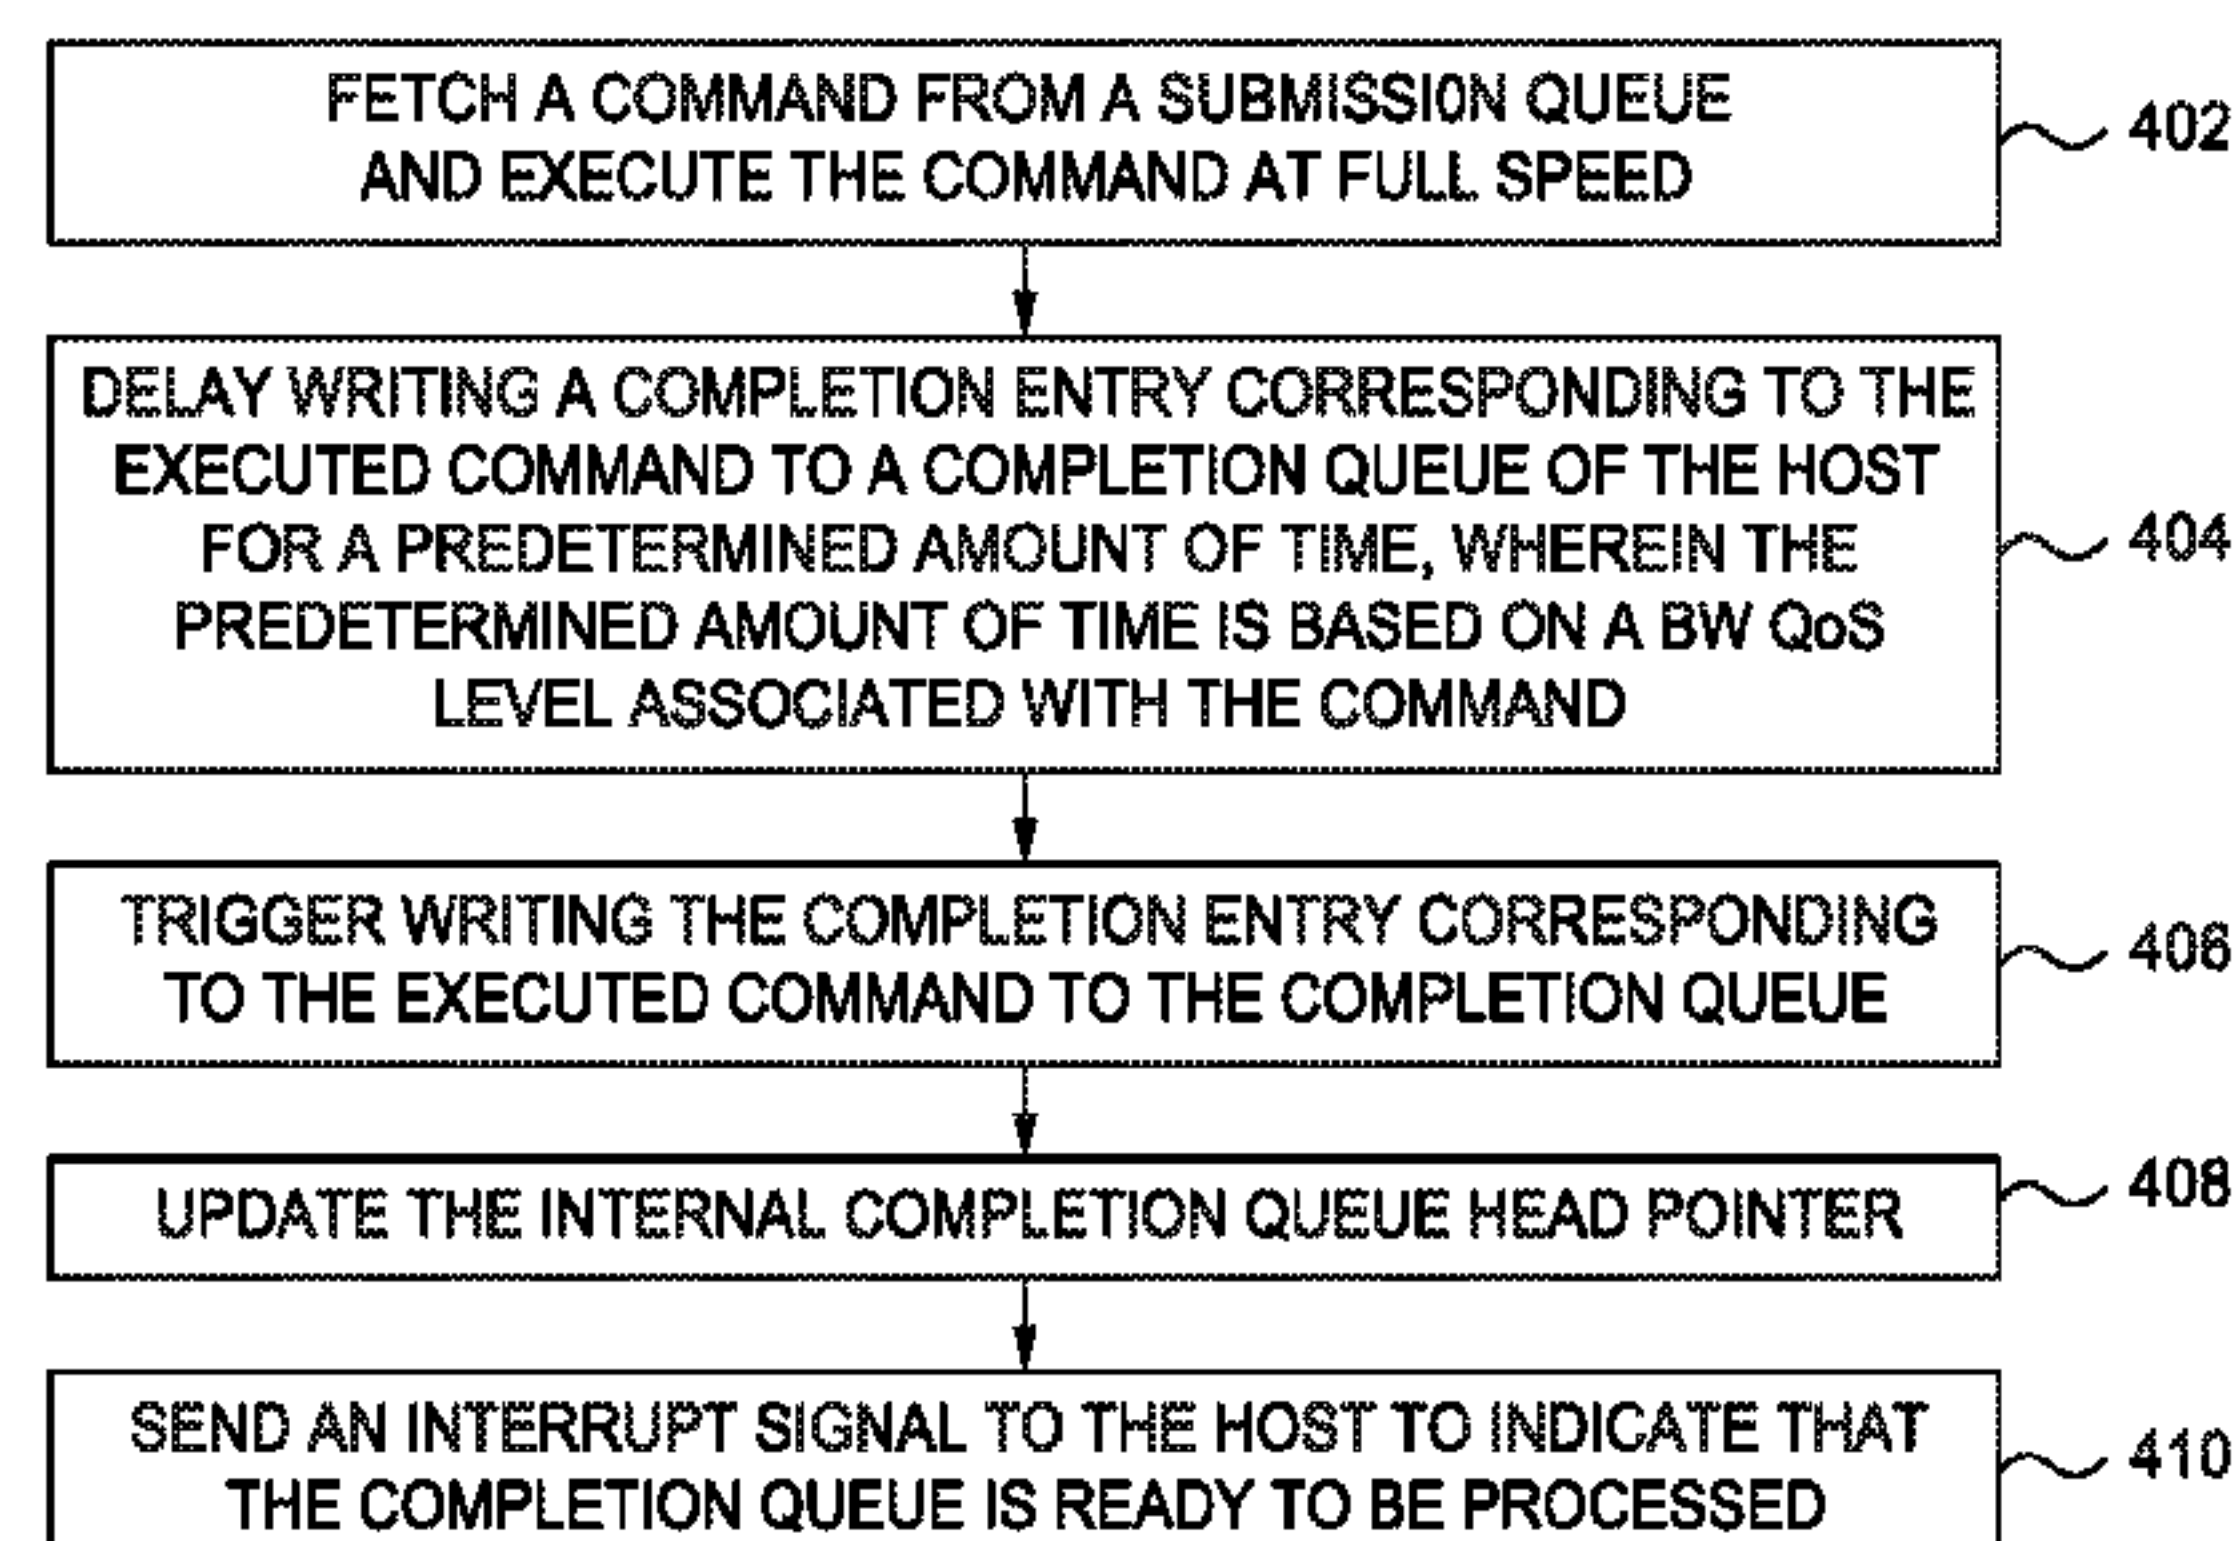 FETCH A COMMAND FROM A SUBMISSION QUEUE
AND EXECUTE THE COMMAND AT FULL SPEED
402
DELAY WRITING A COMPLETION ENTRY CORRESPONDING TO THE
EXECUTED COMMAND TO A COMPLETION QUEUE OF THE HOST
FOR A PREDETERMINED AMOUNT OF TIME, WHEREIN THE
PREDETERMINED AMOUNT OF TIME IS BASED ON A BW QoS
LEVEL ASSOCIATED WITH THE COMMAND
404
TRIGGER WRITING THE COMPLETION ENTRY CORRESPONDING
TO THE EXECUTED COMMAND TO THE COMPLETION QUEUE
406
UPDATE THE INTERNAL COMPLETION QUEUE HEAD POINTER
408
SEND AN INTERRUPT SIGNAL TO THE HOST TO INDICATE THAT
THE COMPLETION QUEUE IS READY TO BE PROCESSED
410